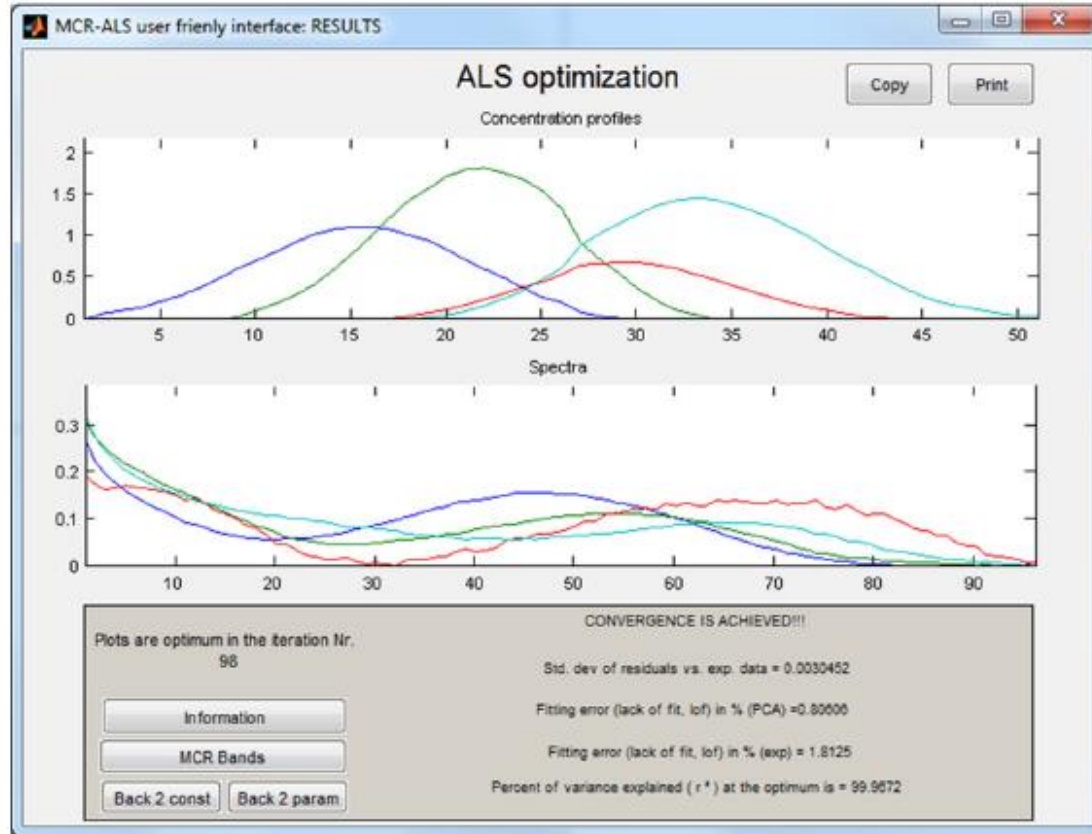 MCR-ALS user frienly interface: RESULTS
ALS optimization
Copy
Print
Concentration profiles
2
1.5
1
0.5
0
5 10 15 20 25 30 35 40 45 50
Spectra
0.3
0.2
0.1
0
10 20 30 40 50 60 70 80 90
Plots are optimum in the iteration Nr.
98
CONVERGENCE IS ACHIEVED!!!
Std. dev of residuals vs. exp. data = 0.0030452
Fitting error (lack of fit, lof) in % (PCA) =0.80606
Fitting error (lack of fit, lof) in % (exp) = 1.8125
Percent of variance explained ( r * ) at the optimum is = 99.9672
Information
MCR Bands
Back 2 const
Back 2 param